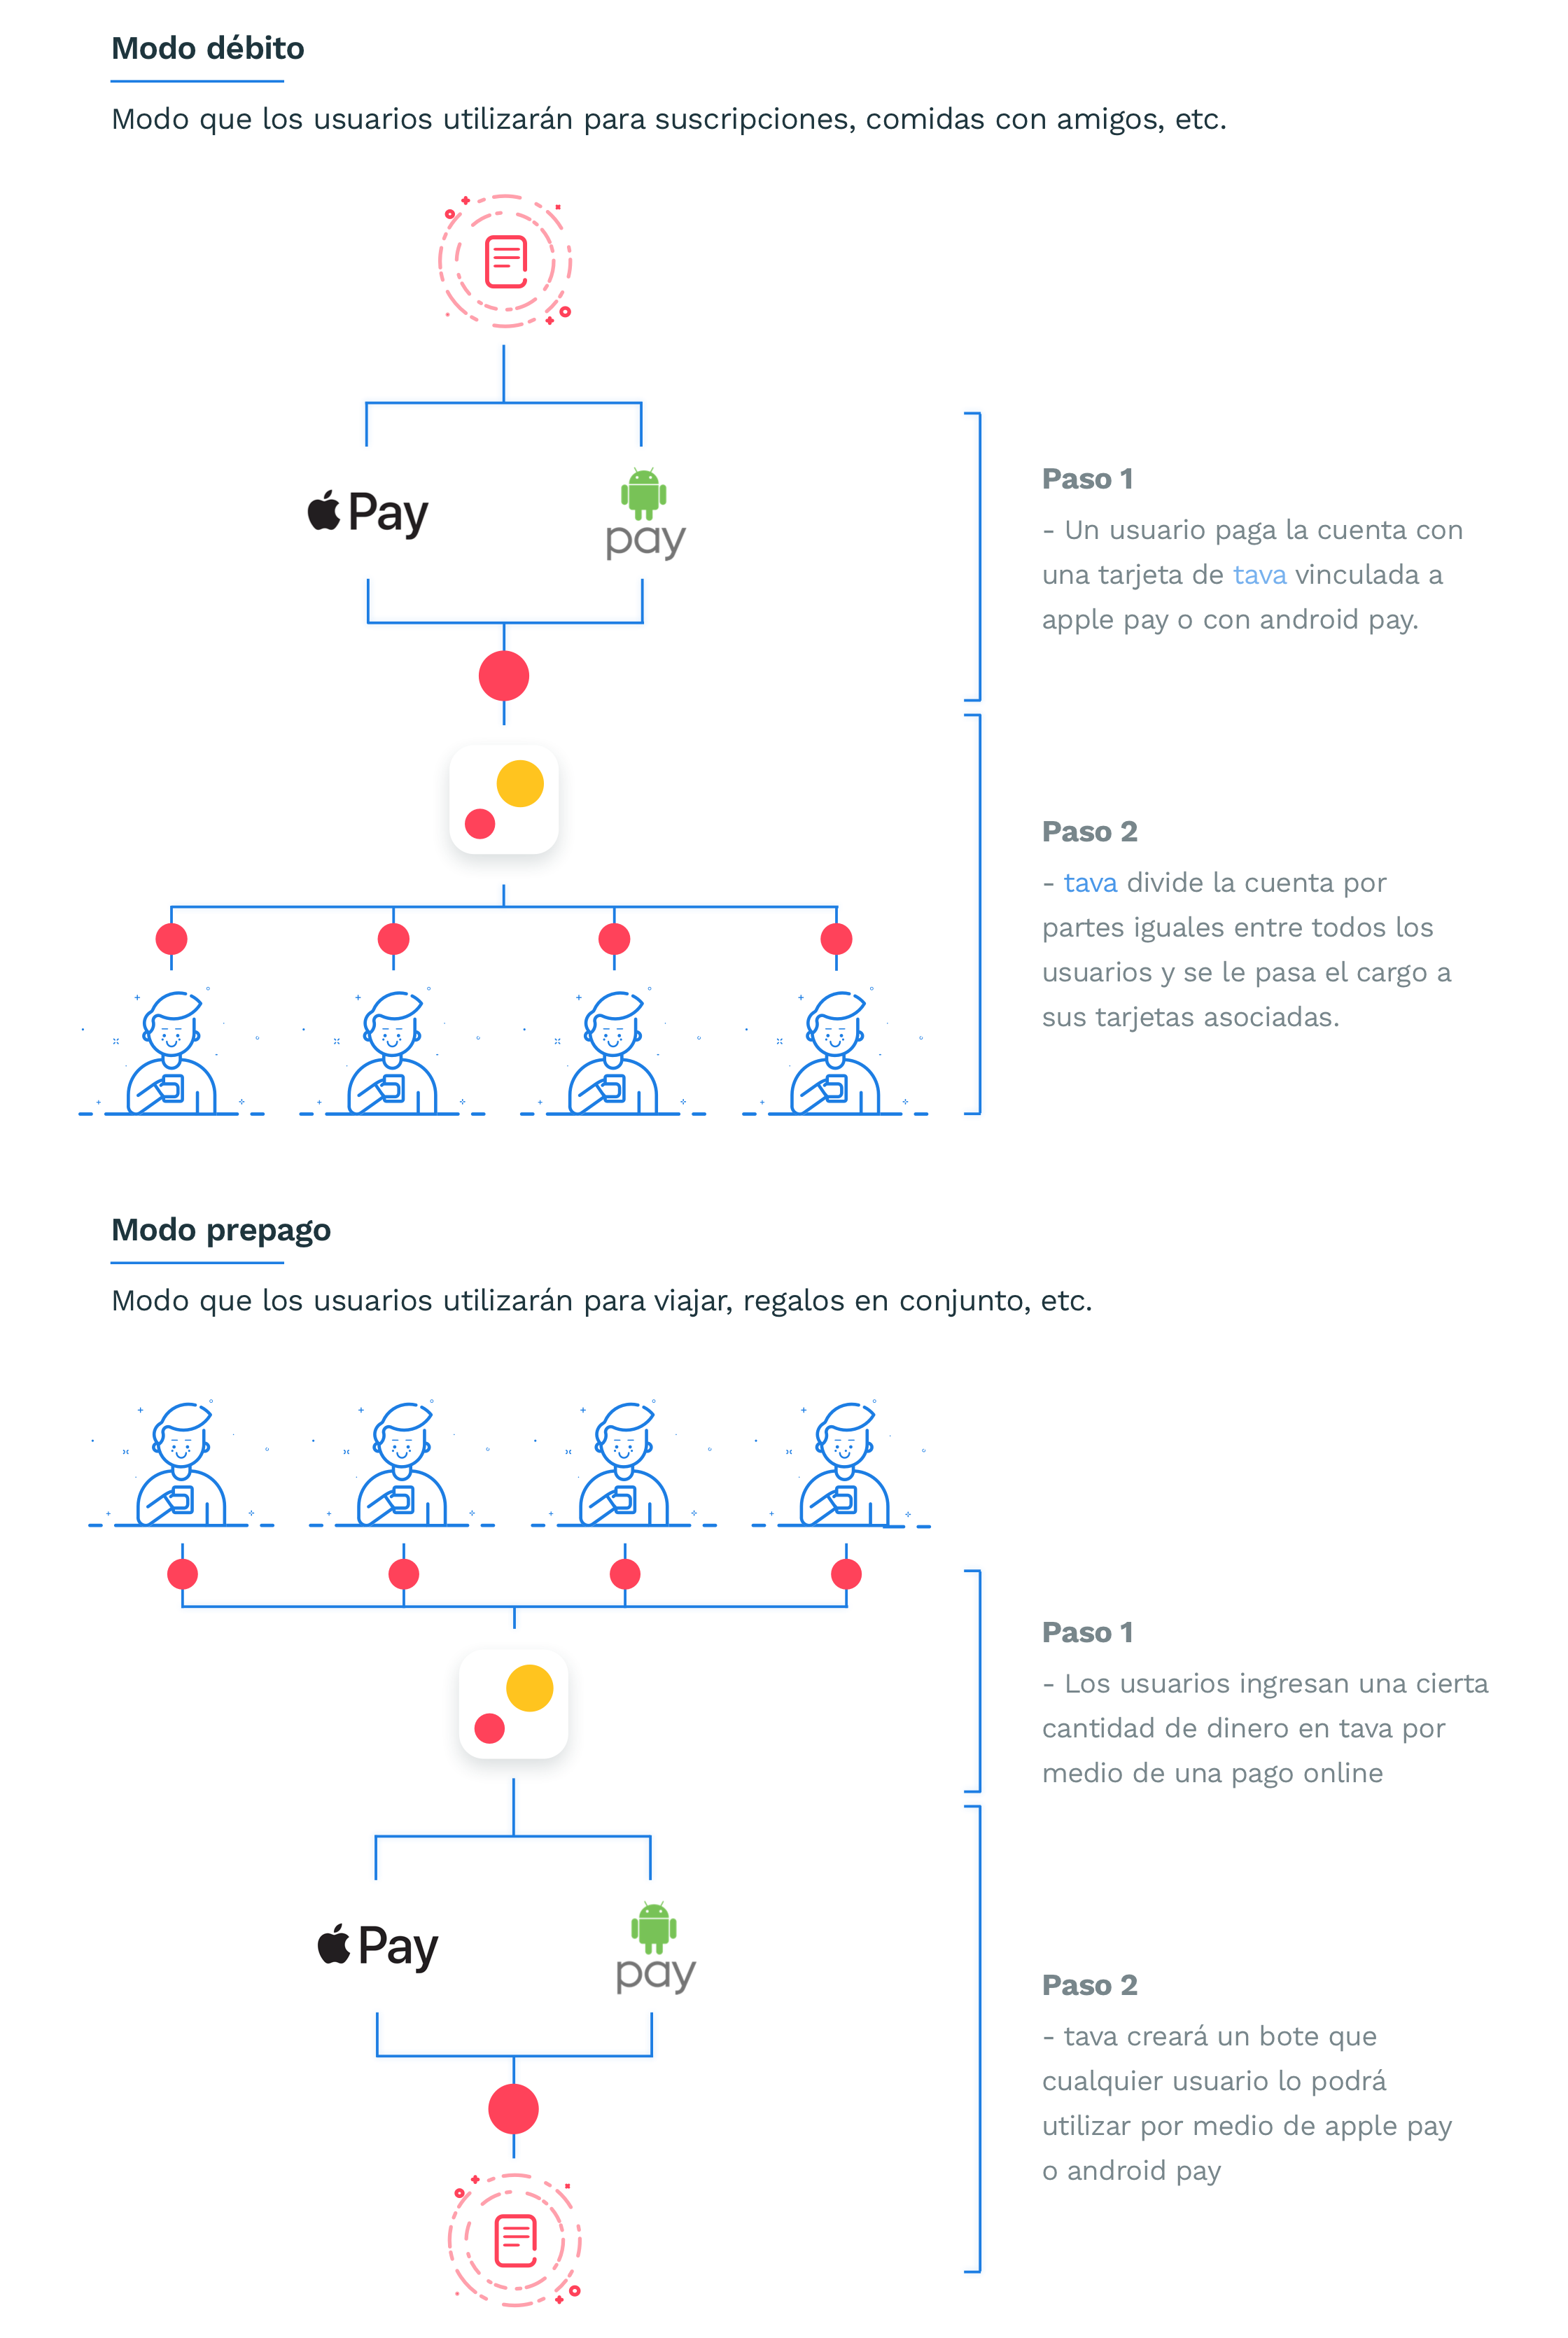 Modo débito
Modo que los usuarios utilizarán para suscripciones, comidas con amigos, etc.
Pay
pay
Paso 1
- Un usuario paga la cuenta con
una tarjeta de tava vinculada a
apple pay o con android pay.
Paso 2
- tava divide la cuenta por
partes iguales entre todos los
usuarios y se le pasa el cargo a
sus tarjetas asociadas.
Modo prepago
Modo que los usuarios utilizarán para viajar, regalos en conjunto, etc.
Paso 1
- Los usuarios ingresan una cierta
cantidad de dinero en tava por
medio de una pago online
Pay
pay
Paso 2
- tava creará un bote que
cualquier usuario lo podrá
utilizar por medio de apple pay
o android pay